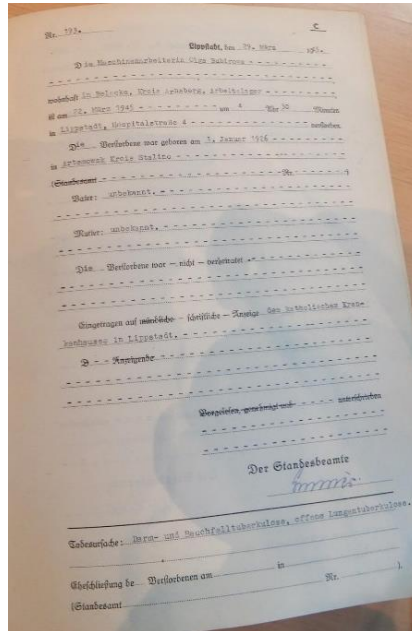 C
Nr. 193.
Lippstadt, den 29. März 1945.
Die Maschinenarbeiterin Olga Babirowa
wohnhaft in Belecke, Kreis Arnsberg, Arbeitslager
ist am 22. März 1945 um 4 Uhr 30 Minuten
in Lippstadt, Hospitalstraße 4 verstorben.
Die Verstorbene war geboren am 3. Januar 1926
in Artemowsk Kreis Stalino
(Standesamt Nr. )
Vater: unbekannt.
Mutter: unbekannt.
Die Verstorbene war — nicht — verheiratet
Eingetragen auf mündliche — schriftliche — Anzeige des katholischen Kran-
kenhauses in Lippstadt.
D Anzeigende
Vorgelesen, genehmigt und unterschrieben
Der Standesbeamte
Todesursache: Darm- und Bauchfelltuberkulose, offene Lungentuberkulose.
Eheschließung de Verstorbenen am in
(Standesamt Nr. ).